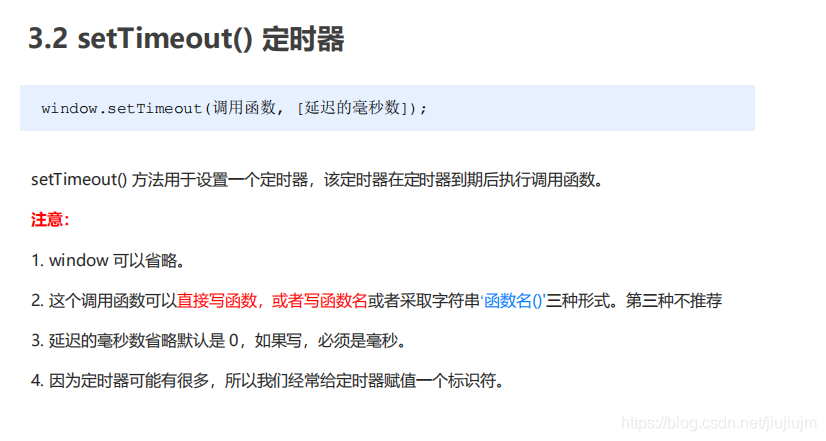 3.2 setTimeout() 定时器
window.setTimeout(调用函数, [延迟的毫秒数]);
setTimeout() 方法用于设置一个定时器，该定时器在定时器到期后执行调用函数。
注意：
1. window 可以省略。
2. 这个调用函数可以直接写函数，或者写函数名或者采取字符串‘函数名()'三种形式。第三种不推荐
3. 延迟的毫秒数省略默认是 0，如果写，必须是毫秒。
4. 因为定时器可能有很多，所以我们经常给定时器赋值一个标识符。
https://blog.csdn.net/jiujiujm